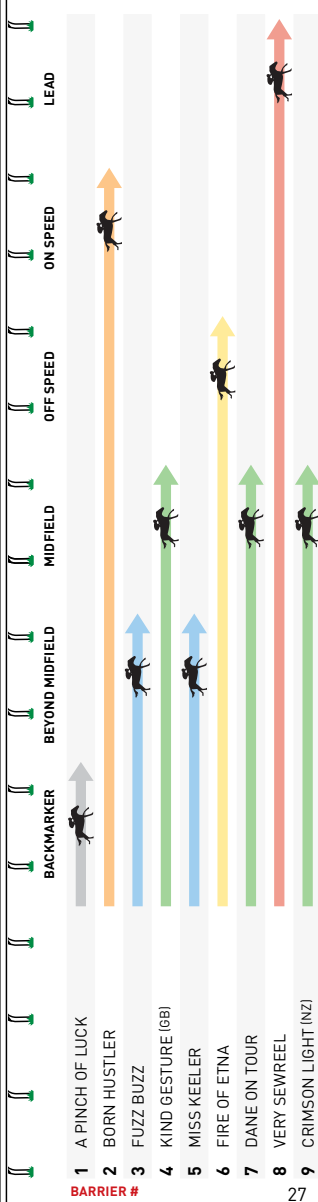 LEAD
ON SPEED
OFF SPEED
MIDFIELD
BEYOND MIDFIELD
BACKMARKER
1 A PINCH OF LUCK
2 BORN HUSTLER
3 FUZZ BUZZ
4 KIND GESTURE (GB)
5 MISS KEELER
6 FIRE OF ETNA
7 DANE ON TOUR
8 VERY SEWREEL
9 CRIMSON LIGHT (NZ)
BARRIER #
27